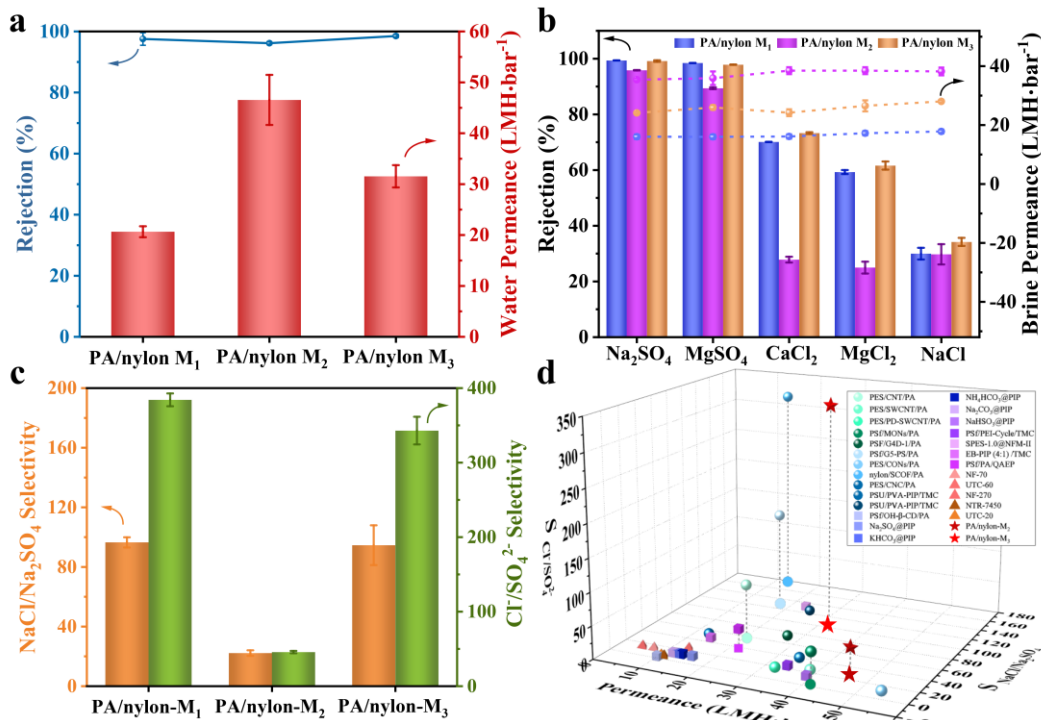 a
Rejection (%)
100
80
60
40
20
0
60
50
40
30
20
10
0
Water Permeance (LMH·bar⁻¹)
PA/nylon M₁
PA/nylon M₂
PA/nylon M₃
b
PA/nylon M₁
PA/nylon M₂
PA/nylon M₃
Rejection (%)
100
80
60
40
20
0
40
20
0
-20
-40
Brine Permeance (LMH·bar⁻¹)
Na₂SO₄
MgSO₄
CaCl₂
MgCl₂
NaCl
c
NaCl/Na₂SO₄ Selectivity
200
160
120
80
40
0
400
300
200
100
0
Cl⁻/SO₄²⁻ Selectivity
PA/nylon-M₁
PA/nylon-M₂
PA/nylon-M₃
d
PES/CNT/PA
PES/SWCNT/PA
PES/PD-SWCNT/PA
PSf/MONs/PA
PSF/G4D-1/PA
PSf/G5-PS/PA
PES/CONs/PA
nylon/SCOF/PA
PES/CNC/PA
PSU/PVA-PIP/TMC
PSU/PVA-PIP/TMC
PSf/OH-β-CD/PA
Na₂SO₄@PIP
KHCO₃@PIP
NH₄HCO₃@PIP
Na₂CO₃@PIP
NaHSO₃@PIP
PSf/PEI-Cycle/TMC
SPES-1.0@NFM-II
EB-PIP (4:1) /TMC
PSf/PA/QAEP
NF-70
UTC-60
NF-270
NTR-7450
UTC-20
PA/nylon-M₂
PA/nylon-M₃
S Cl⁻/SO₄²⁻
350
300
250
200
150
100
50
0
0
10
20
30
40
Permeance (LMH
180
160
140
120
100
80
60
40
20
0
S NaCl/Na₂SO₄